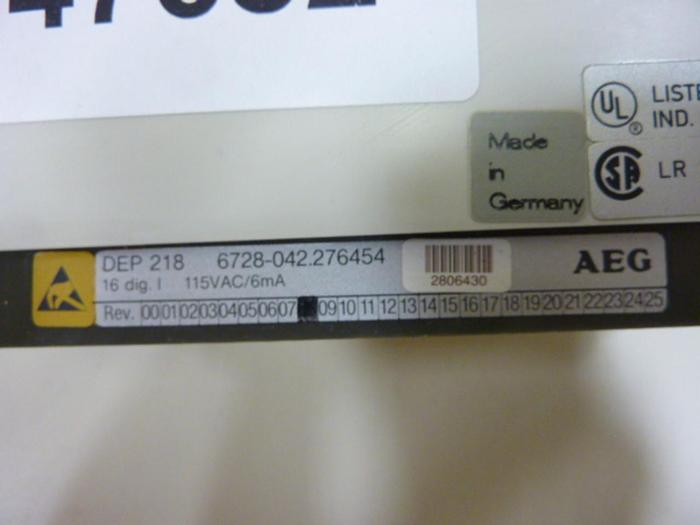 Made
in
Germany
UL ®
LISTE
IND.
SA
LR
DEP 218 6728-042.276454
16 dig. I 115VAC/6mA
2806430
AEG
Rev. 00 01 02 03 04 05 06 07 09 10 11 12 13 14 15 16 17 18 19 20 21 22 23 24 25